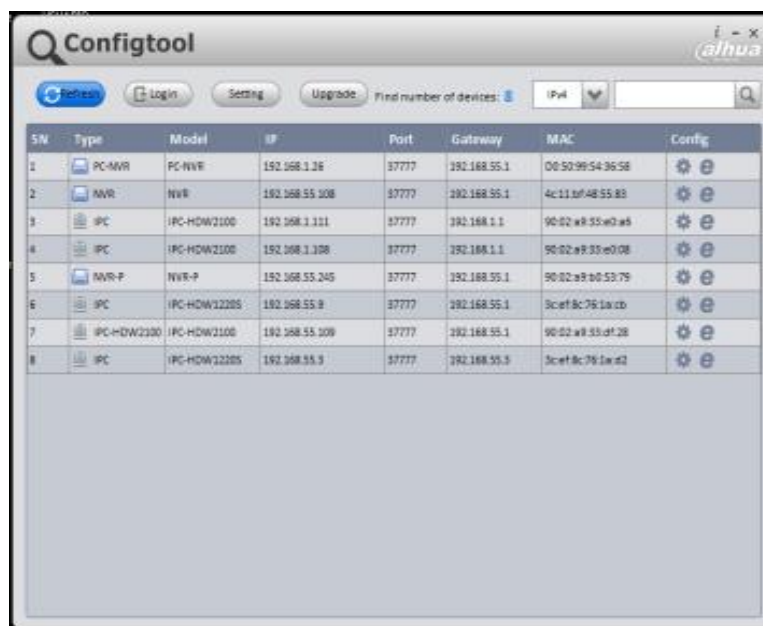 Configtool
i - x
alhua
Refresh Login Setting Upgrade Find number of devices: 8 IPv4
SN Type Model IP Port Gateway MAC Config
1 PC-NVR PC-NVR 192.168.1.26 37777 192.168.55.1 D0:50:99:54:36:58
2 NVR NVR 192.168.55.108 37777 192.168.55.1 4c:11:bf:48:55:83
3 IPC IPC-HDW2100 192.168.1.111 37777 192.168.1.1 90:02:a9:33:e0:a6
4 IPC IPC-HDW2100 192.168.1.108 37777 192.168.1.1 90:02:a9:33:e0:08
5 NVR-P NVR-P 192.168.55.245 37777 192.168.55.1 90:02:a9:b0:53:79
6 IPC IPC-HDW1220S 192.168.55.9 37777 192.168.55.1 3c:ef:8c:76:1a:cb
7 IPC-HDW2100 IPC-HDW2100 192.168.55.109 37777 192.168.55.1 90:02:a9:33:df:28
8 IPC IPC-HDW1220S 192.168.55.3 37777 192.168.55.3 3c:ef:8c:76:1a:d2